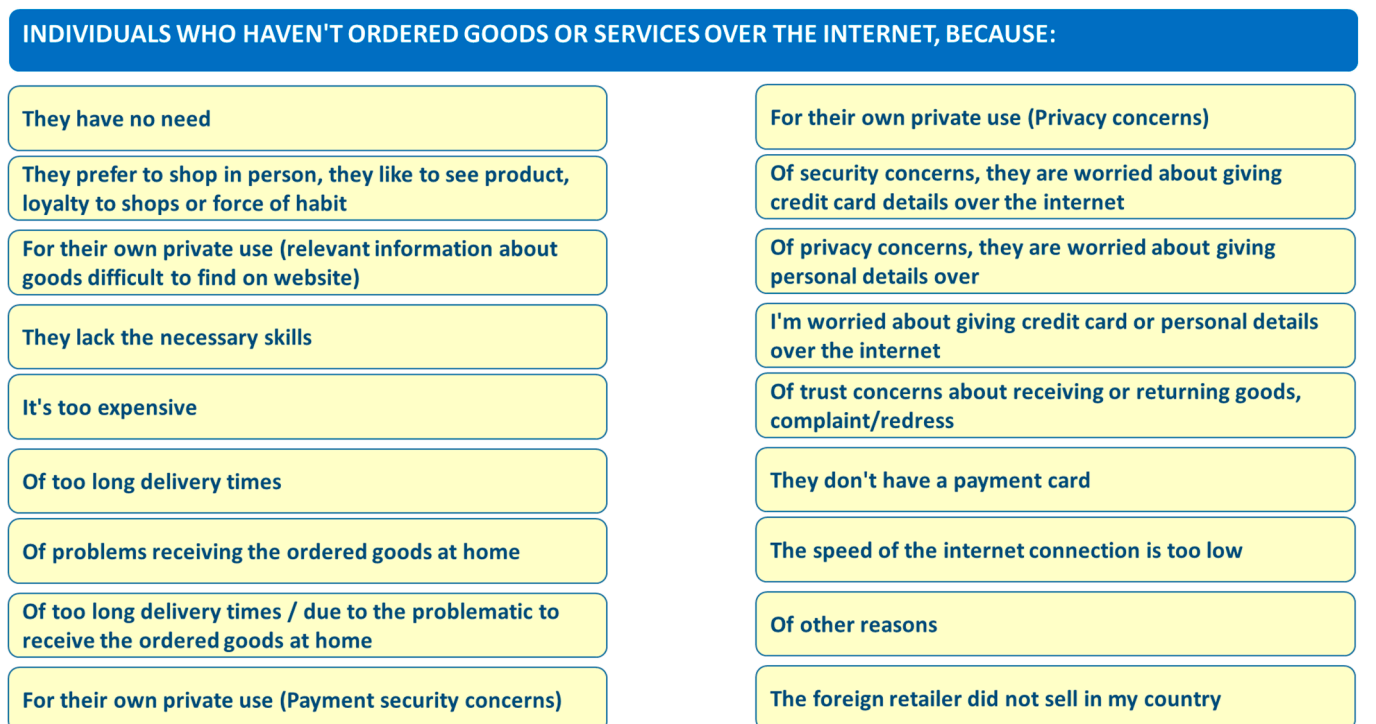 INDIVIDUALS WHO HAVEN'T ORDERED GOODS OR SERVICES OVER THE INTERNET, BECAUSE:
They have no need
They prefer to shop in person, they like to see product,
loyalty to shops or force of habit
For their own private use (relevant information about
goods difficult to find on website)
They lack the necessary skills
It's too expensive
Of too long delivery times
Of problems receiving the ordered goods at home
Of too long delivery times / due to the problematic to
receive the ordered goods at home
For their own private use (Payment security concerns)
For their own private use (Privacy concerns)
Of security concerns, they are worried about giving
credit card details over the internet
Of privacy concerns, they are worried about giving
personal details over
I'm worried about giving credit card or personal details
over the internet
Of trust concerns about receiving or returning goods,
complaint/redress
They don't have a payment card
The speed of the internet connection is too low
Of other reasons
The foreign retailer did not sell in my country